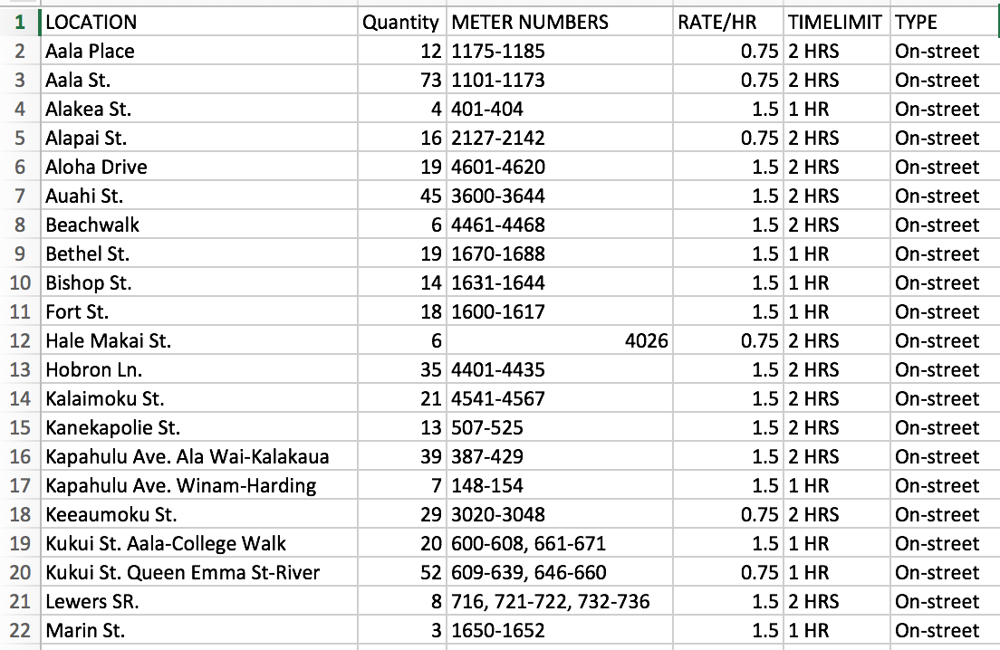 1 LOCATION Quantity METER NUMBERS RATE/HR TIMELIMIT TYPE
2 Aala Place 12 1175-1185 0.75 2 HRS On-street
3 Aala St. 73 1101-1173 0.75 2 HRS On-street
4 Alakea St. 4 401-404 1.5 1 HR On-street
5 Alapai St. 16 2127-2142 0.75 2 HRS On-street
6 Aloha Drive 19 4601-4620 1.5 2 HRS On-street
7 Auahi St. 45 3600-3644 1.5 2 HRS On-street
8 Beachwalk 6 4461-4468 1.5 2 HRS On-street
9 Bethel St. 19 1670-1688 1.5 1 HR On-street
10 Bishop St. 14 1631-1644 1.5 1 HR On-street
11 Fort St. 18 1600-1617 1.5 1 HR On-street
12 Hale Makai St. 6 4026 0.75 2 HRS On-street
13 Hobron Ln. 35 4401-4435 1.5 2 HRS On-street
14 Kalaimoku St. 21 4541-4567 1.5 2 HRS On-street
15 Kanekapolie St. 13 507-525 1.5 2 HRS On-street
16 Kapahulu Ave. Ala Wai-Kalakaua 39 387-429 1.5 2 HRS On-street
17 Kapahulu Ave. Winam-Harding 7 148-154 1.5 1 HR On-street
18 Keeaumoku St. 29 3020-3048 0.75 2 HRS On-street
19 Kukui St. Aala-College Walk 20 600-608, 661-671 1.5 1 HR On-street
20 Kukui St. Queen Emma St-River 52 609-639, 646-660 0.75 1 HR On-street
21 Lewers SR. 8 716, 721-722, 732-736 1.5 2 HRS On-street
22 Marin St. 3 1650-1652 1.5 1 HR On-street